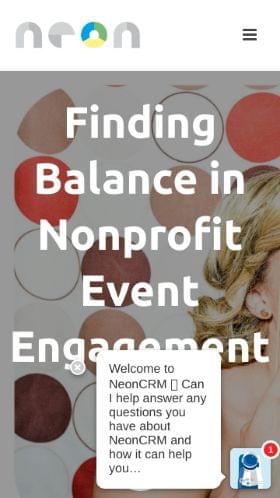 neon
Finding
Balance in
Nonprofit
Event
Engagement
Welcome to
NeonCRM ▯ Can
I help answer any
questions you
have about
NeonCRM and
how it can help
you…
1